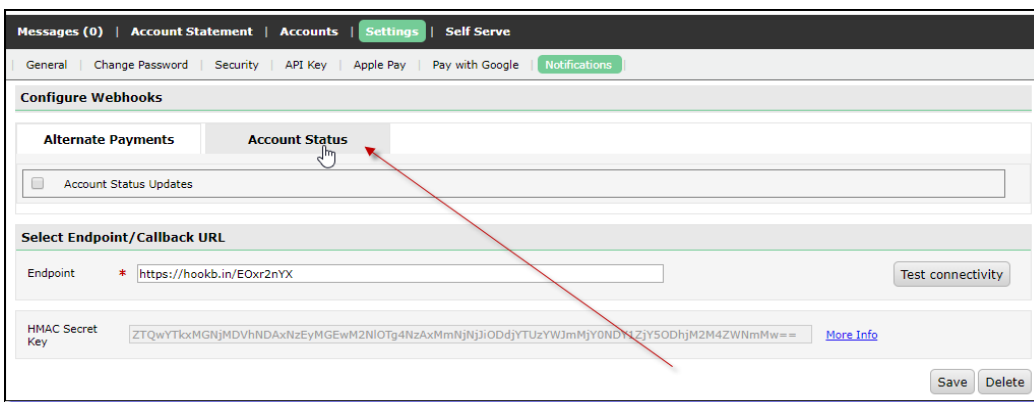 Messages (0) | Account Statement | Accounts | Settings | Self Serve
General | Change Password | Security | API Key | Apple Pay | Pay with Google | Notifications
Configure Webhooks
Alternate Payments Account Status
Account Status Updates
Select Endpoint/Callback URL
Endpoint * https://hookb.in/EOxr2nYX Test connectivity
HMAC Secret Key More Info
Save Delete